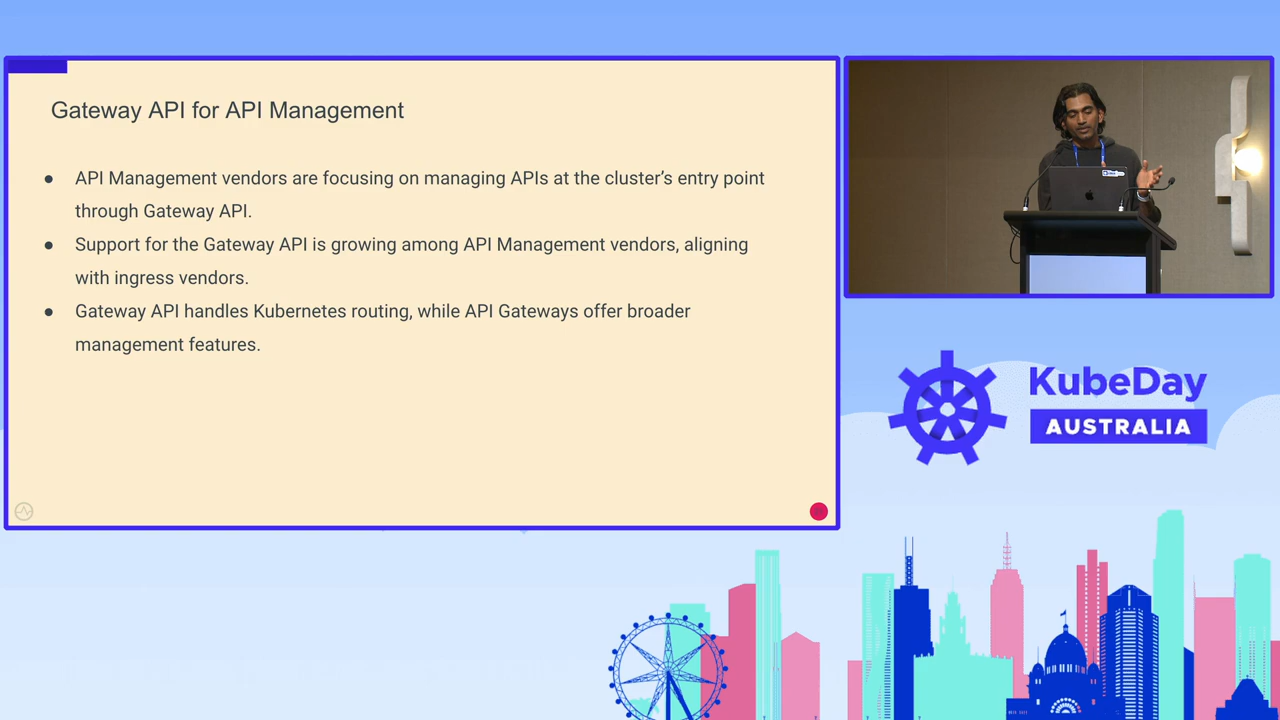 Gateway API for API Management
● API Management vendors are focusing on managing APIs at the cluster’s entry point
through Gateway API.
● Support for the Gateway API is growing among API Management vendors, aligning
with ingress vendors.
● Gateway API handles Kubernetes routing, while API Gateways offer broader
management features.
KubeDay
AUSTRALIA